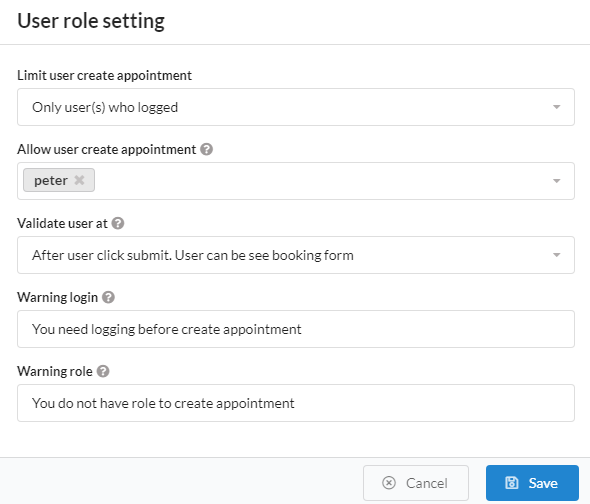 User role setting
Limit user create appointment
Only user(s) who logged
Allow user create appointment
peter
Validate user at
After user click submit. User can be see booking form
Warning login
You need logging before create appointment
Warning role
You do not have role to create appointment
Cancel
Save